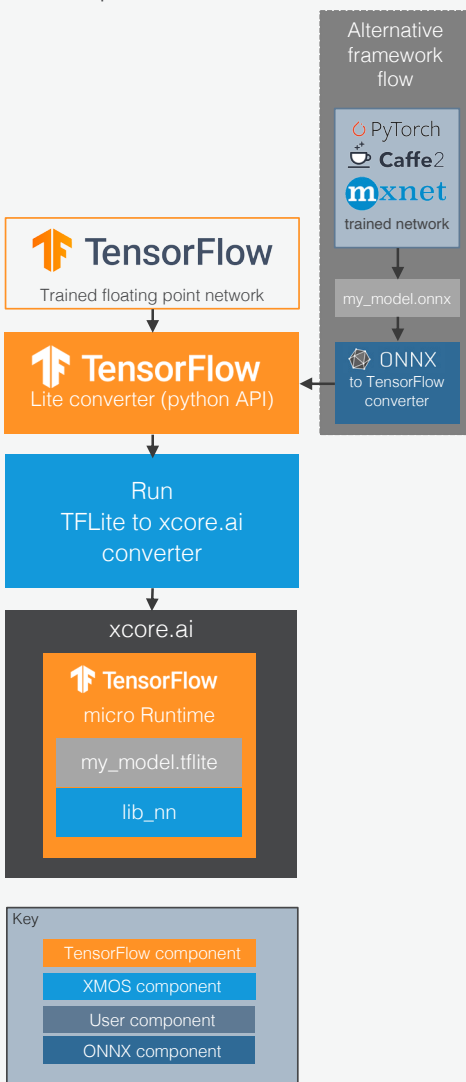 Alternative
framework
flow
PyTorch
Caffe2
mxnet
trained network
my_model.onnx
ONNX
to TensorFlow
converter
TensorFlow
Trained floating point network
TensorFlow
Lite converter (python API)
Run
TFLite to xcore.ai
converter
xcore.ai
TensorFlow
micro Runtime
my_model.tflite
lib_nn
Key
TensorFlow component
XMOS component
User component
ONNX component